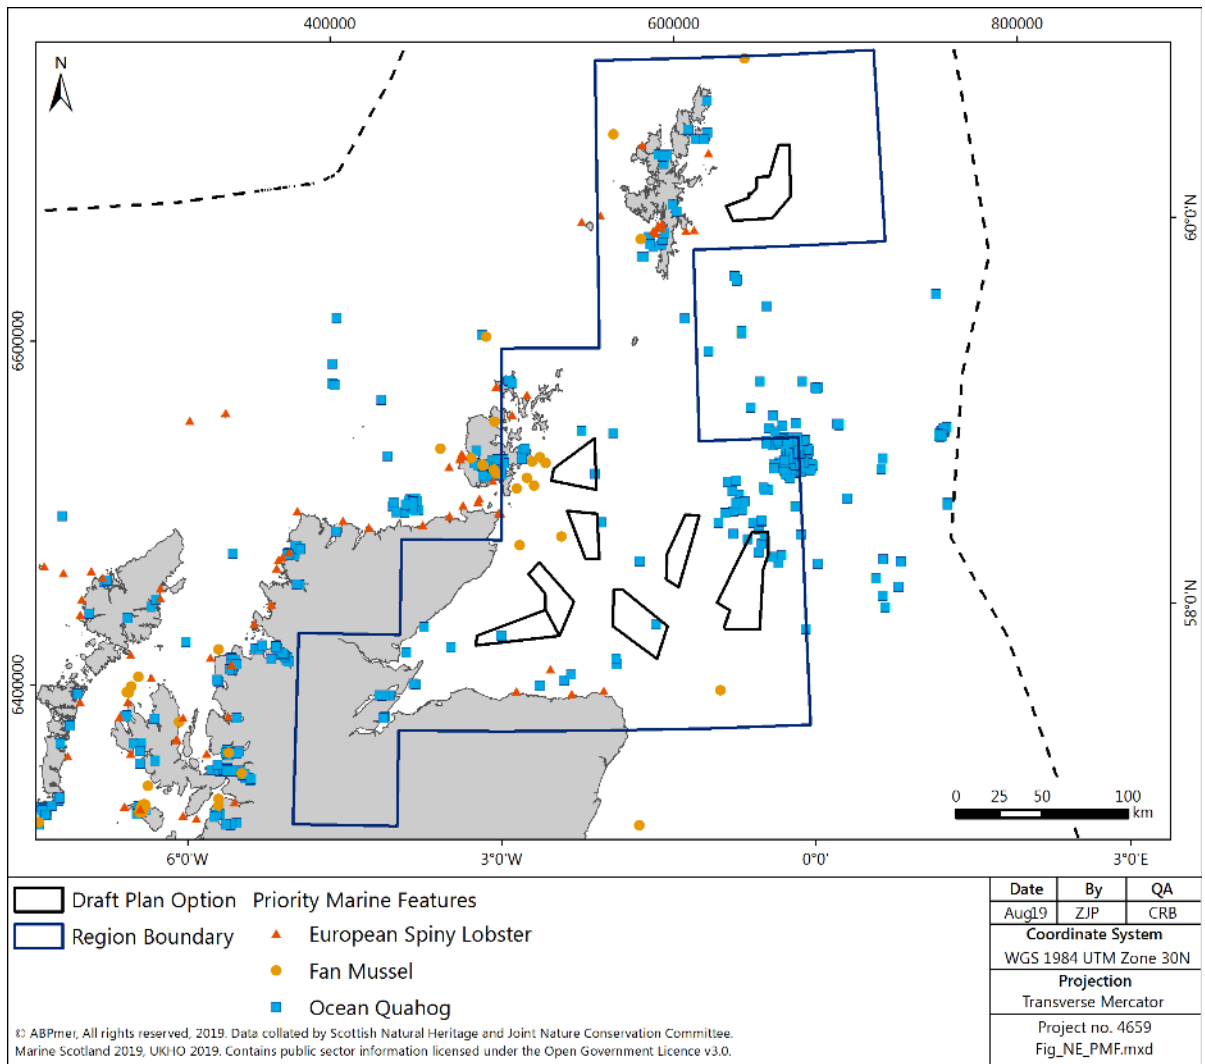 400000 600000 800000
N
60°0'N
6600000
58°0'N
6400000
0 25 50 100
km
6°0'W 3°0'W 0°0' 3°0'E
Draft Plan Option
Region Boundary
Priority Marine Features
European Spiny Lobster
Fan Mussel
Ocean Quahog
© ABPmer, All rights reserved, 2019. Data collated by Scottish Natural Heritage and Joint Nature Conservation Committee.
Marine Scotland 2019, UKHO 2019. Contains public sector information licensed under the Open Government Licence v3.0.
Date By QA
Aug19 ZJP CRB
Coordinate System
WGS 1984 UTM Zone 30N
Projection
Transverse Mercator
Project no. 4659
Fig_NE_PMF.mxd